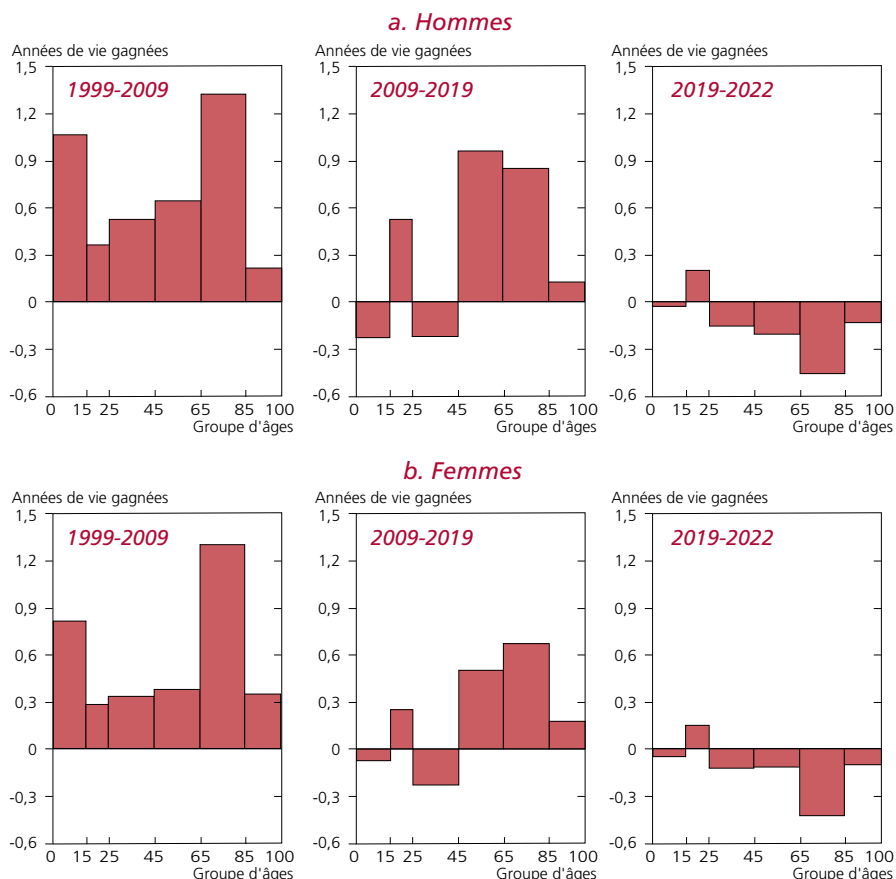 a. Hommes
Années de vie gagnées Années de vie gagnées Années de vie gagnées
1,5 1,5 1,5
1999-2009 2009-2019 2019-2022
1,2 1,2 1,2
0,9 0,9 0,9
0,6 0,6 0,6
0,3 0,3 0,3
0 0 0
-0,3 -0,3 -0,3
-0,6 -0,6 -0,6
0 15 25 45 65 85 100 0 15 25 45 65 85 100 0 15 25 45 65 85 100
Groupe d'âges Groupe d'âges Groupe d'âges
b. Femmes
Années de vie gagnées Années de vie gagnées Années de vie gagnées
1,5 1,5 1,5
1999-2009 2009-2019 2019-2022
1,2 1,2 1,2
0,9 0,9 0,9
0,6 0,6 0,6
0,3 0,3 0,3
0 0 0
-0,3 -0,3 -0,3
-0,6 -0,6 -0,6
0 15 25 45 65 85 100 0 15 25 45 65 85 100 0 15 25 45 65 85 100
Groupe d'âges Groupe d'âges Groupe d'âges